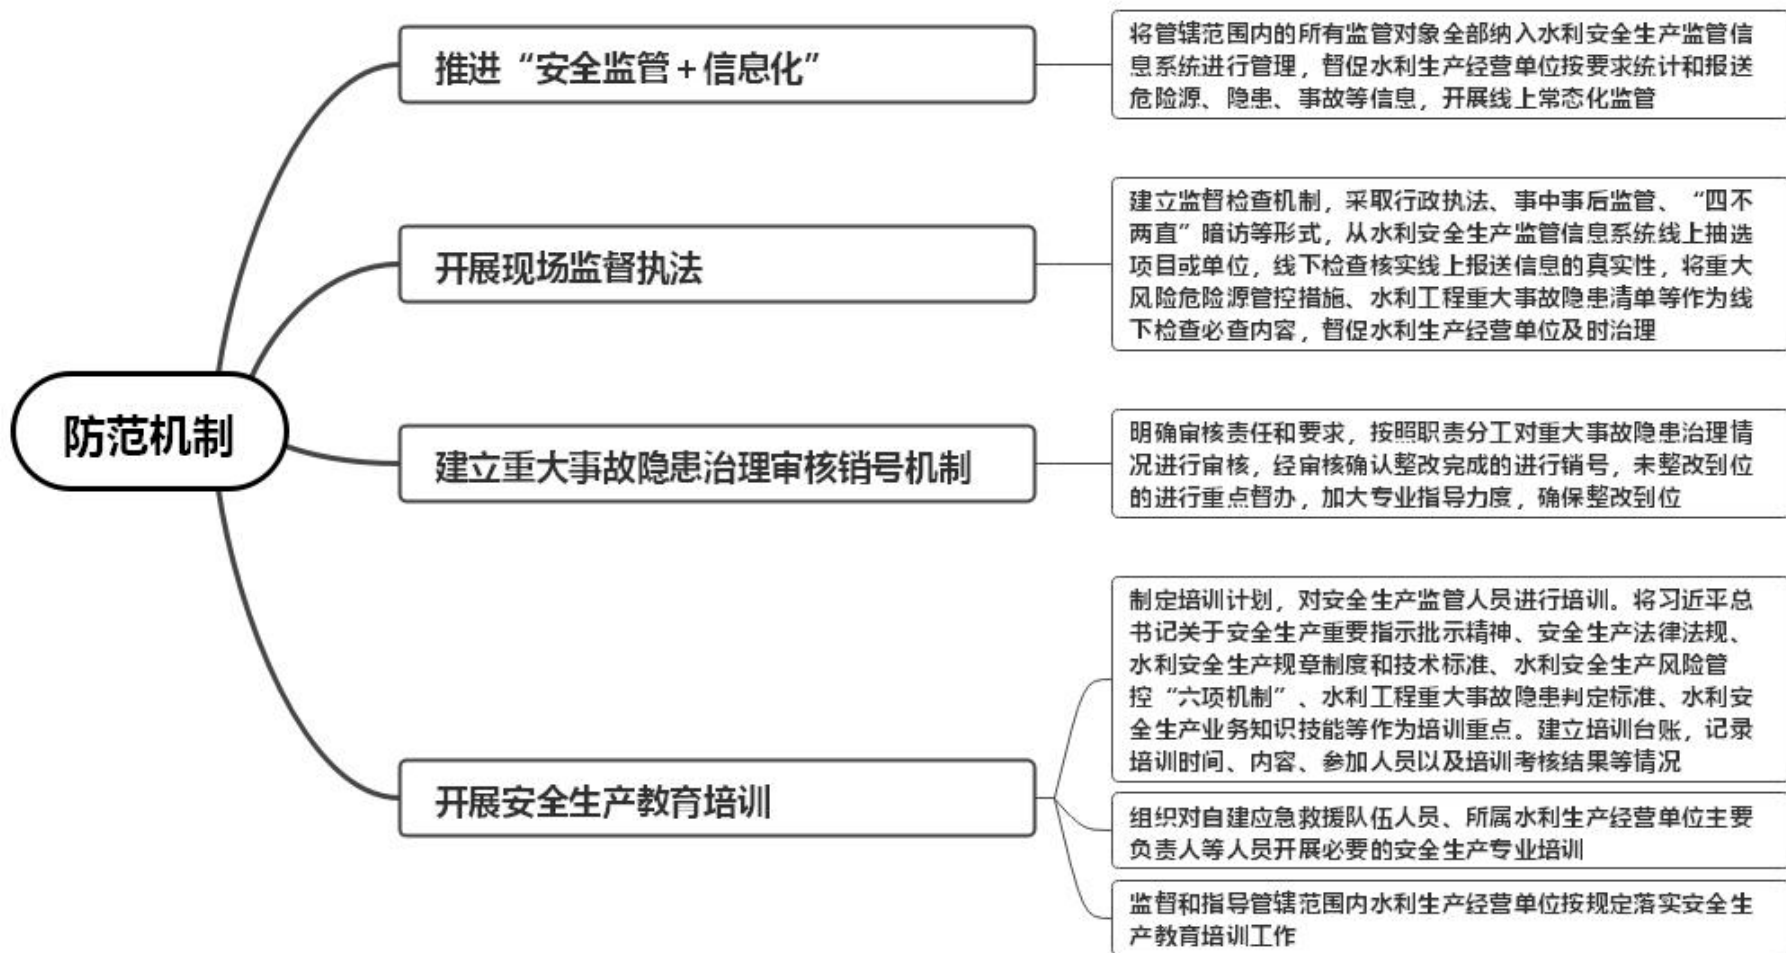 防范机制
推进“安全监管+信息化”
将管辖范围内的所有监管对象全部纳入水利安全生产监管信
息系统进行管理，督促水利生产经营单位按要求统计和报送
危险源、隐患、事故等信息，开展线上常态化监管
开展现场监督执法
建立监督检查机制，采取行政执法、事中事后监管、“四不
两直”暗访等形式，从水利安全生产监管信息系统线上抽选
项目或单位，线下检查核实线上报送信息的真实性，将重大
风险危险源管控措施、水利工程重大事故隐患清单等作为线
下检查必查内容，督促水利生产经营单位及时治理
建立重大事故隐患治理审核销号机制
明确审核责任和要求，按照职责分工对重大事故隐患治理情
况进行审核，经审核确认整改完成的进行销号，未整改到位
的进行重点督办，加大专业指导力度，确保整改到位
开展安全生产教育培训
制定培训计划，对安全生产监管人员进行培训。将习近平总
书记关于安全生产重要指示批示精神、安全生产法律法规、
水利安全生产规章制度和技术标准、水利安全生产风险管
控“六项机制”、水利工程重大事故隐患判定标准、水利安
全生产业务知识技能等作为培训重点。建立培训台账，记录
培训时间、内容、参加人员以及培训考核结果等情况
组织对自建应急救援队伍人员、所属水利生产经营单位主要
负责人等人员开展必要的安全生产专业培训
监督和指导管辖范围内水利生产经营单位按规定落实安全生
产教育培训工作